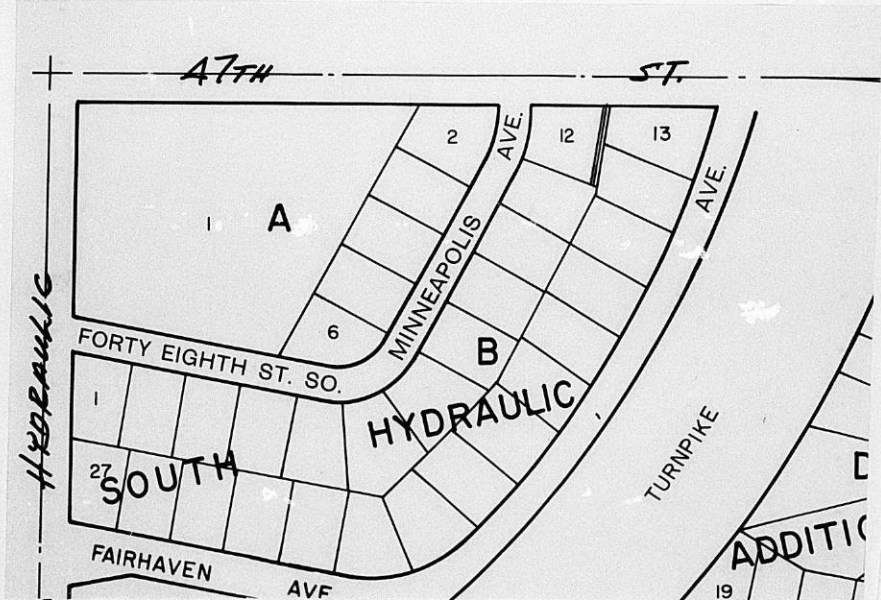 47TH ST.
2
AVE.
12
13
AVE.
1
A
MINNEAPOLIS
HYDRAULIC
6
FORTY EIGHTH ST. SO.
B
1
HYDRAULIC
27
SOUTH
TURNPIKE
D
ADDITIO
FAIRHAVEN AVE
19